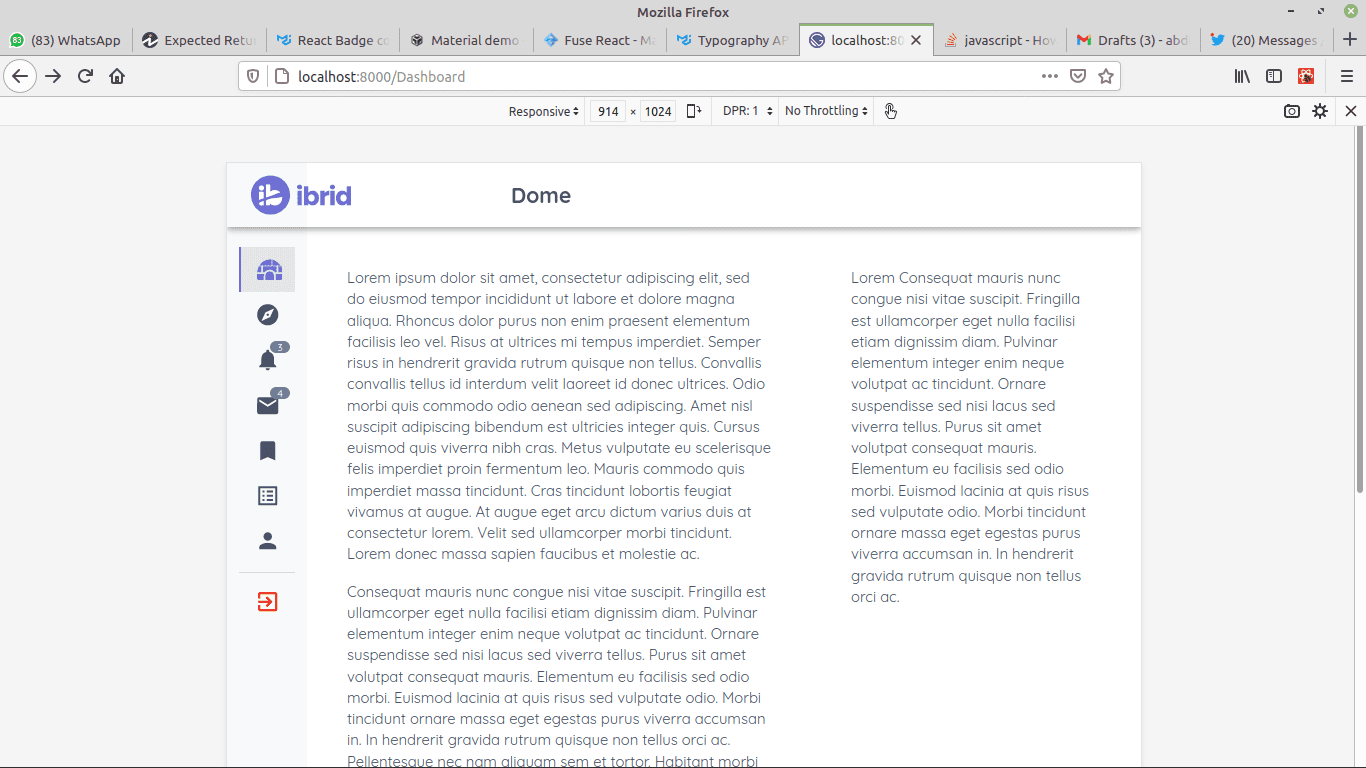 Mozilla Firefox
(83) WhatsApp
Expected Retu
React Badge co
Material demo
Fuse React - Ma
Typography AP
localhost:80
javascript - How
Drafts (3) - abd
(20) Messages
localhost:8000/Dashboard
Responsive
914 × 1024
DPR: 1
No Throttling
ibrid
Dome
3
4
Lorem ipsum dolor sit amet, consectetur adipiscing elit, sed
do eiusmod tempor incididunt ut labore et dolore magna
aliqua. Rhoncus dolor purus non enim praesent elementum
facilisis leo vel. Risus at ultrices mi tempus imperdiet. Semper
risus in hendrerit gravida rutrum quisque non tellus. Convallis
convallis tellus id interdum velit laoreet id donec ultrices. Odio
morbi quis commodo odio aenean sed adipiscing. Amet nisl
suscipit adipiscing bibendum est ultricies integer quis. Cursus
euismod quis viverra nibh cras. Metus vulputate eu scelerisque
felis imperdiet proin fermentum leo. Mauris commodo quis
imperdiet massa tincidunt. Cras tincidunt lobortis feugiat
vivamus at augue. At augue eget arcu dictum varius duis at
consectetur lorem. Velit sed ullamcorper morbi tincidunt.
Lorem donec massa sapien faucibus et molestie ac.
Consequat mauris nunc congue nisi vitae suscipit. Fringilla est
ullamcorper eget nulla facilisi etiam dignissim diam. Pulvinar
elementum integer enim neque volutpat ac tincidunt. Ornare
suspendisse sed nisi lacus sed viverra tellus. Purus sit amet
volutpat consequat mauris. Elementum eu facilisis sed odio
morbi. Euismod lacinia at quis risus sed vulputate odio. Morbi
tincidunt ornare massa eget egestas purus viverra accumsan
in. In hendrerit gravida rutrum quisque non tellus orci ac.
Pellentesque nec nam aliquam sem et tortor. Habitant morbi
Lorem Consequat mauris nunc
congue nisi vitae suscipit. Fringilla
est ullamcorper eget nulla facilisi
etiam dignissim diam. Pulvinar
elementum integer enim neque
volutpat ac tincidunt. Ornare
suspendisse sed nisi lacus sed
viverra tellus. Purus sit amet
volutpat consequat mauris.
Elementum eu facilisis sed odio
morbi. Euismod lacinia at quis risus
sed vulputate odio. Morbi tincidunt
ornare massa eget egestas purus
viverra accumsan in. In hendrerit
gravida rutrum quisque non tellus
orci ac.